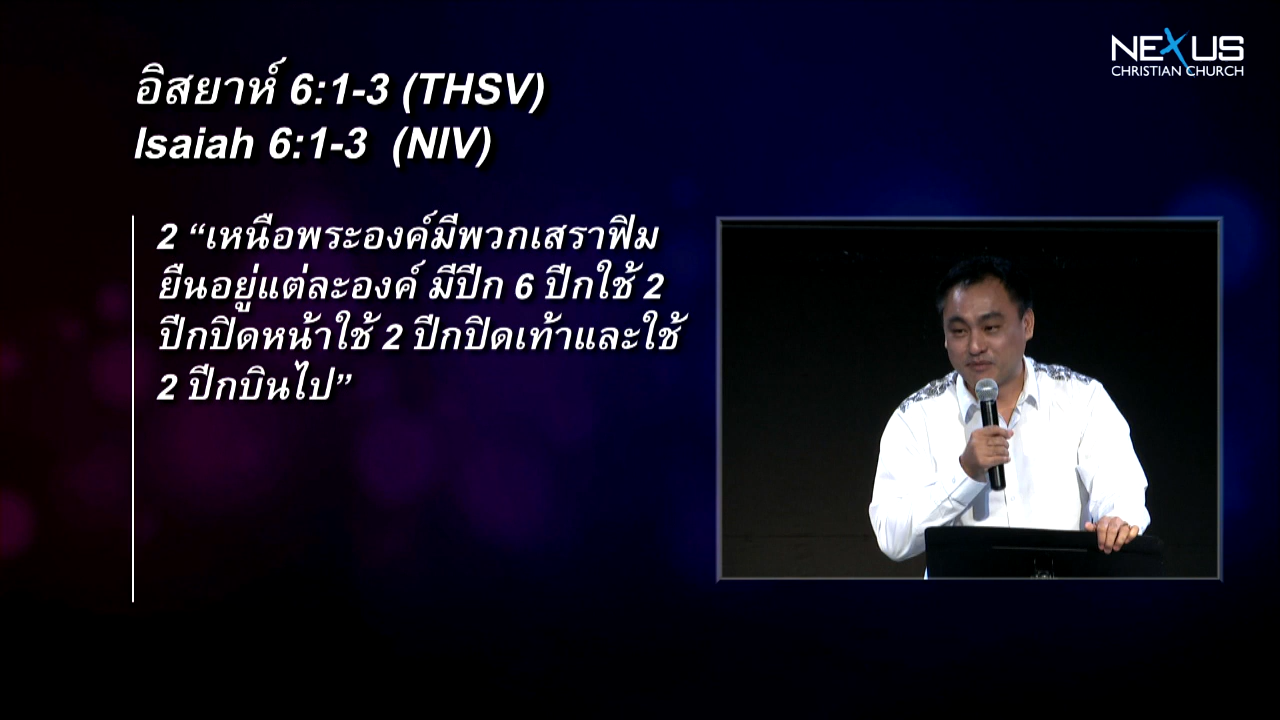 อิสยาห์ 6:1-3 (THSV)
Isaiah 6:1-3 (NIV)
2 “เหนือพระองค์มีพวกเสราฟิม
ยืนอยู่แต่ละองค์ มีปีก 6 ปีกใช้ 2
ปีกปิดหน้าใช้ 2 ปีกปิดเท้าและใช้
2 ปีกบินไป”
NEXUS
CHRISTIAN CHURCH